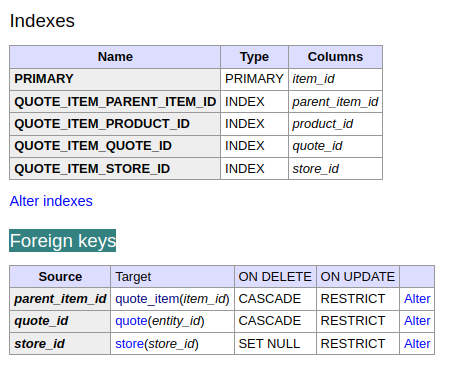 Indexes
Name Type Columns
PRIMARY PRIMARY item_id
QUOTE_ITEM_PARENT_ITEM_ID INDEX parent_item_id
QUOTE_ITEM_PRODUCT_ID INDEX product_id
QUOTE_ITEM_QUOTE_ID INDEX quote_id
QUOTE_ITEM_STORE_ID INDEX store_id
Alter indexes
Foreign keys
Source Target ON DELETE ON UPDATE
parent_item_id quote_item(item_id) CASCADE RESTRICT Alter
quote_id quote(entity_id) CASCADE RESTRICT Alter
store_id store(store_id) SET NULL RESTRICT Alter